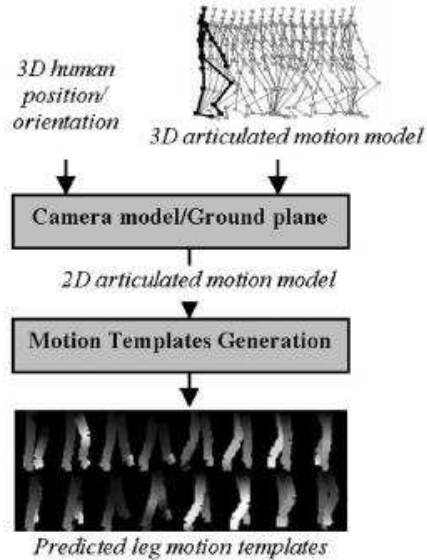 3D human
position/
orientation
3D articulated motion model
Camera model/Ground plane
2D articulated motion model
Motion Templates Generation
Predicted leg motion templates